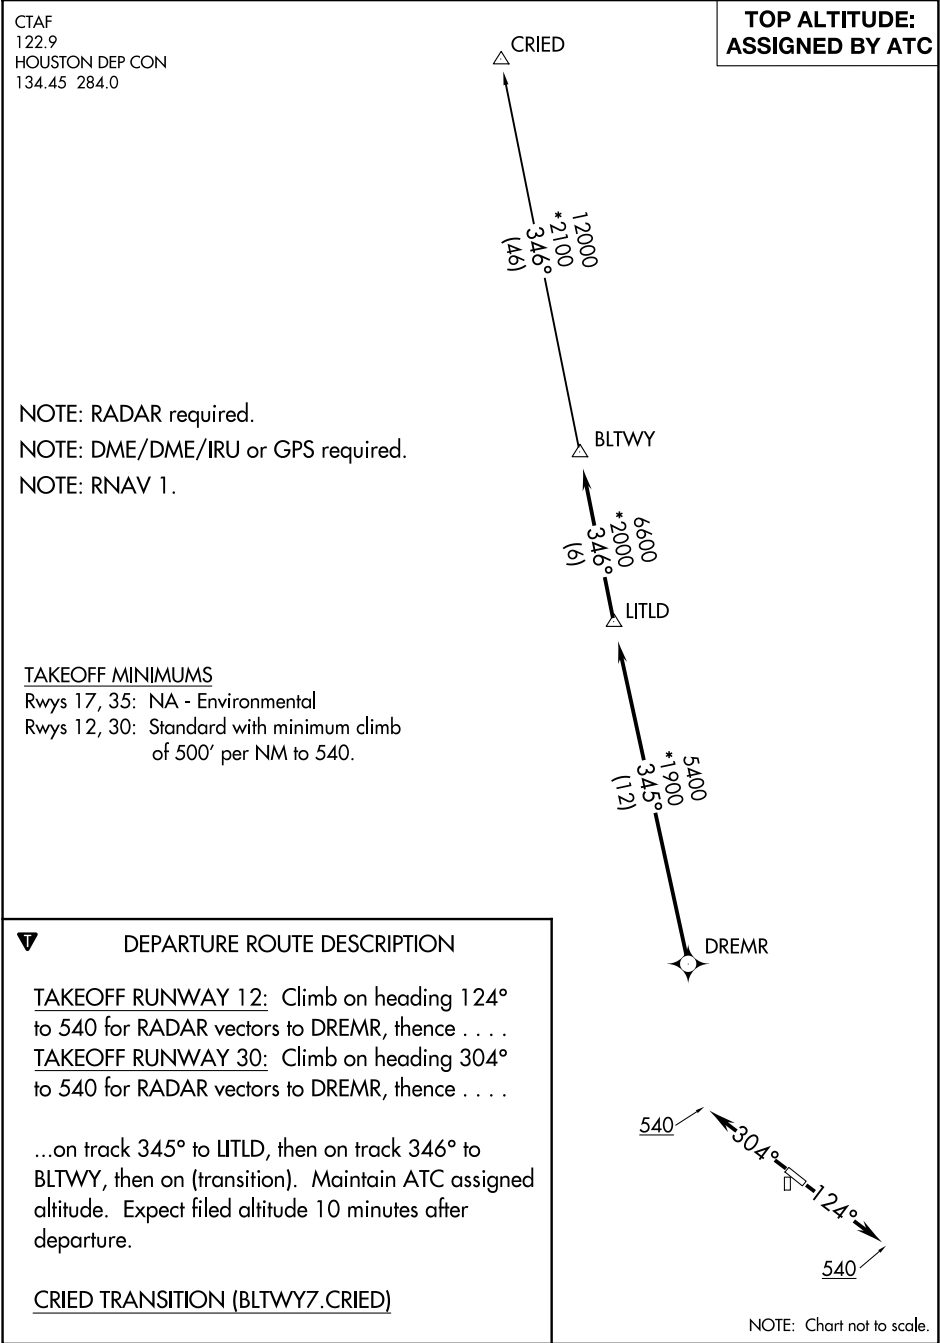 CTAF
122.9
HOUSTON DEP CON
134.45 284.0
TOP ALTITUDE:
ASSIGNED BY ATC
CRIED
12000
*2100
346°
(46)
NOTE: RADAR required.
NOTE: DME/DME/IRU or GPS required.
NOTE: RNAV 1.
BLTWY
6600
*2000
346°
(6)
LITLD
TAKEOFF MINIMUMS
Rwys 17, 35: NA - Environmental
Rwys 12, 30: Standard with minimum climb
of 500' per NM to 540.
5400
*1900
345°
(12)
DREMR
T
DEPARTURE ROUTE DESCRIPTION
TAKEOFF RUNWAY 12: Climb on heading 124°
to 540 for RADAR vectors to DREMR, thence . . . .
TAKEOFF RUNWAY 30: Climb on heading 304°
to 540 for RADAR vectors to DREMR, thence . . . .
...on track 345° to LITLD, then on track 346° to
BLTWY, then on (transition). Maintain ATC assigned
altitude. Expect filed altitude 10 minutes after
departure.
CRIED TRANSITION (BLTWY7.CRIED)
540
304°
124°
540
NOTE: Chart not to scale.